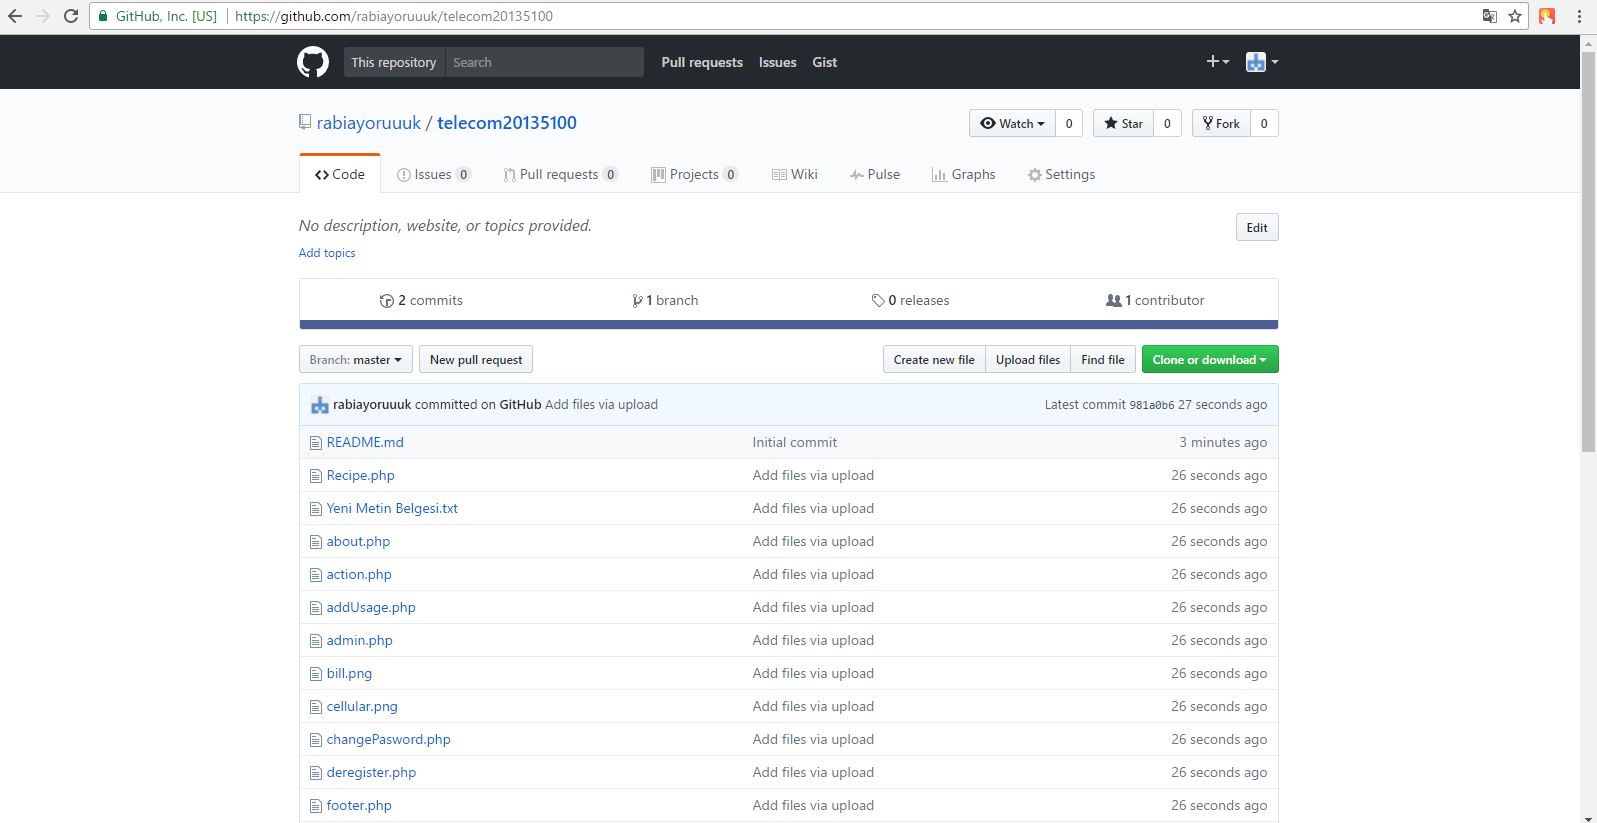 GitHub, Inc. [US] https://github.com/rabiayoruuuk/telecom20135100
This repository Search Pull requests Issues Gist
rabiayoruuuk / telecom20135100 Watch 0 Star 0 Fork 0
Code Issues 0 Pull requests 0 Projects 0 Wiki Pulse Graphs Settings
No description, website, or topics provided. Edit
Add topics
2 commits 1 branch 0 releases 1 contributor
Branch: master New pull request Create new file Upload files Find file Clone or download
rabiayoruuuk committed on GitHub Add files via upload Latest commit 981a0b6 27 seconds ago
README.md Initial commit 3 minutes ago
Recipe.php Add files via upload 26 seconds ago
Yeni Metin Belgesi.txt Add files via upload 26 seconds ago
about.php Add files via upload 26 seconds ago
action.php Add files via upload 26 seconds ago
addUsage.php Add files via upload 26 seconds ago
admin.php Add files via upload 26 seconds ago
bill.png Add files via upload 26 seconds ago
cellular.png Add files via upload 26 seconds ago
changePasword.php Add files via upload 26 seconds ago
deregister.php Add files via upload 26 seconds ago
footer.php Add files via upload 26 seconds ago